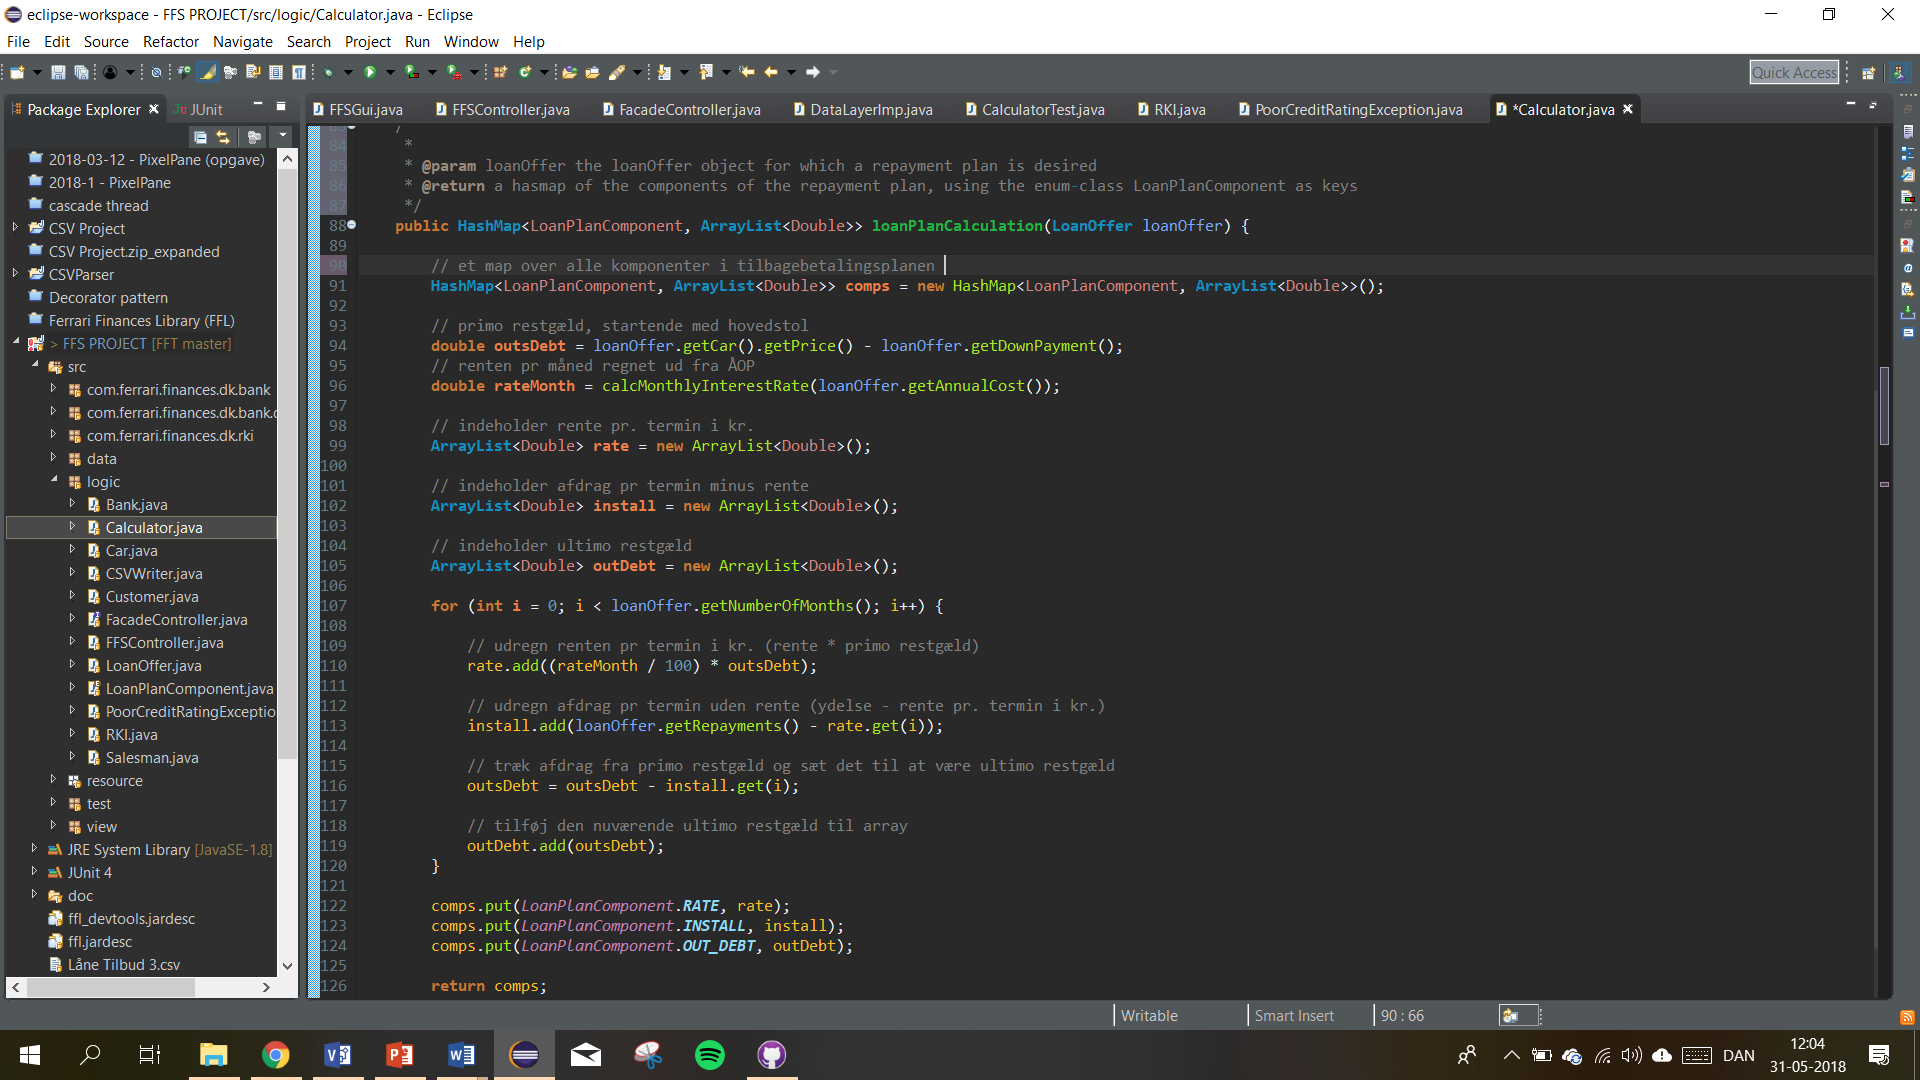 eclipse-workspace - FFS PROJECT/src/logic/Calculator.java - Eclipse
File Edit Source Refactor Navigate Search Project Run Window Help
Quick Access
Package Explorer
JUnit
FFSGui.java
FFSController.java
FacadeController.java
DataLayerImp.java
CalculatorTest.java
RKI.java
PoorCreditRatingException.java
*Calculator.java
2018-03-12 - PixelPane (opgave)
2018-1 - PixelPane
cascade thread
CSV Project
CSV Project.zip_expanded
CSVParser
Decorator pattern
Ferrari Finances Library (FFL)
> FFS PROJECT [FFT master]
src
com.ferrari.finances.dk.bank
com.ferrari.finances.dk.bank.
com.ferrari.finances.dk.rki
data
logic
Bank.java
Calculator.java
Car.java
CSVWriter.java
Customer.java
FacadeController.java
FFSController.java
LoanOffer.java
LoanPlanComponent.java
PoorCreditRatingExceptio
RKI.java
Salesman.java
resource
test
view
JRE System Library [JavaSE-1.8]
JUnit 4
doc
ffl_devtools.jardesc
ffl.jardesc
Låne Tilbud 3.csv
84 *
85 * @param loanOffer the loanOffer object for which a repayment plan is desired
86 * @return a hasmap of the components of the repayment plan, using the enum-class LoanPlanComponent as keys
87 */
88 public HashMap<LoanPlanComponent, ArrayList<Double>> loanPlanCalculation(LoanOffer loanOffer) {
89
90 // et map over alle komponenter i tilbagebetalingsplanen
91 HashMap<LoanPlanComponent, ArrayList<Double>> comps = new HashMap<LoanPlanComponent, ArrayList<Double>>();
92
93 // primo restgæld, startende med hovedstol
94 double outsDebt = loanOffer.getCar().getPrice() - loanOffer.getDownPayment();
95 // renten pr måned regnet ud fra ÅOP
96 double rateMonth = calcMonthlyInterestRate(loanOffer.getAnnualCost());
97
98 // indeholder rente pr. termin i kr.
99 ArrayList<Double> rate = new ArrayList<Double>();
100
101 // indeholder afdrag pr termin minus rente
102 ArrayList<Double> install = new ArrayList<Double>();
103
104 // indeholder ultimo restgæld
105 ArrayList<Double> outDebt = new ArrayList<Double>();
106
107 for (int i = 0; i < loanOffer.getNumberOfMonths(); i++) {
108
109 // udregn renten pr termin i kr. (rente * primo restgæld)
110 rate.add((rateMonth / 100) * outsDebt);
111
112 // udregn afdrag pr termin uden rente (ydelse - rente pr. termin i kr.)
113 install.add(loanOffer.getRepayments() - rate.get(i));
114
115 // træk afdrag fra primo restgæld og sæt det til at være ultimo restgæld
116 outsDebt = outsDebt - install.get(i);
117
118 // tilføj den nuværende ultimo restgæld til array
119 outDebt.add(outsDebt);
120 }
121
122 comps.put(LoanPlanComponent.RATE, rate);
123 comps.put(LoanPlanComponent.INSTALL, install);
124 comps.put(LoanPlanComponent.OUT_DEBT, outDebt);
125
126 return comps;
Writable
Smart Insert
90 : 66
DAN
12:04
31-05-2018